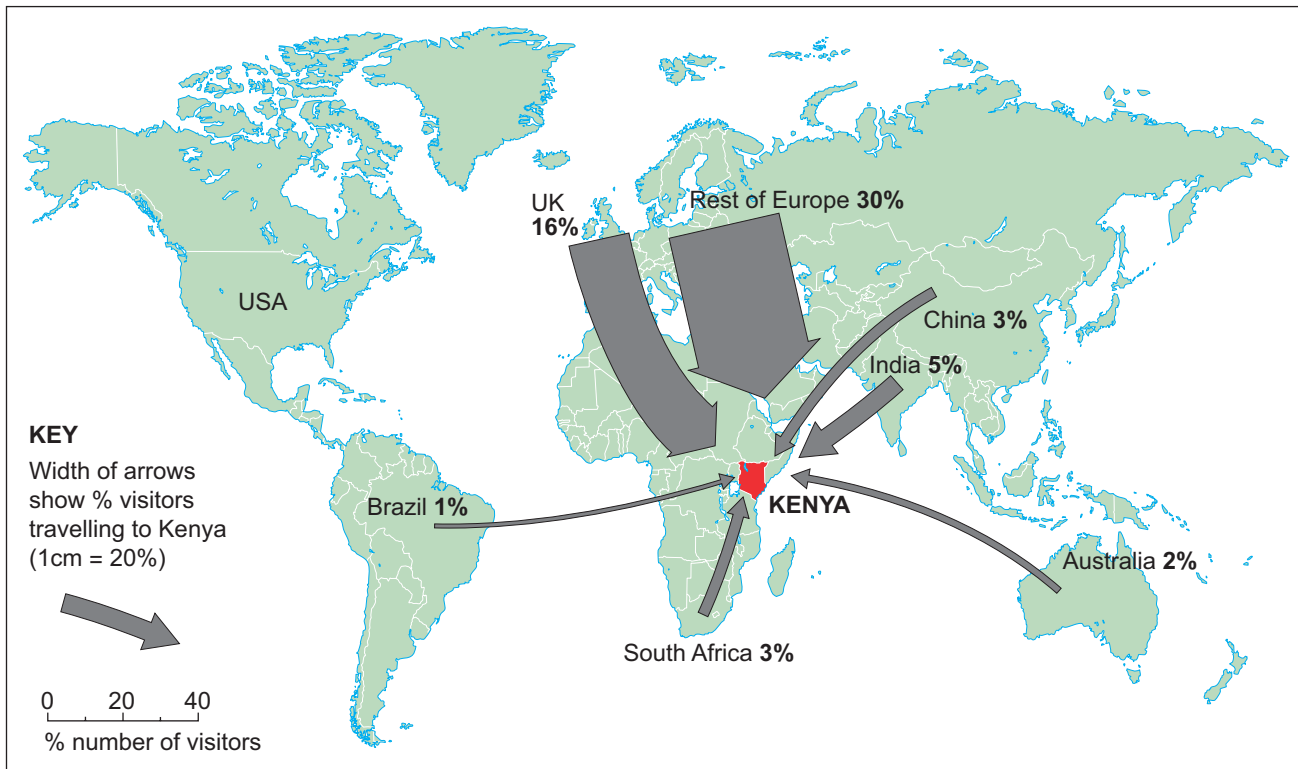 UK
16%
Rest of Europe 30%
USA
China 3%
India 5%
KEY
Width of arrows
show % visitors
travelling to Kenya
(1cm = 20%)
Brazil 1%
KENYA
Australia 2%
South Africa 3%
0 20 40
% number of visitors